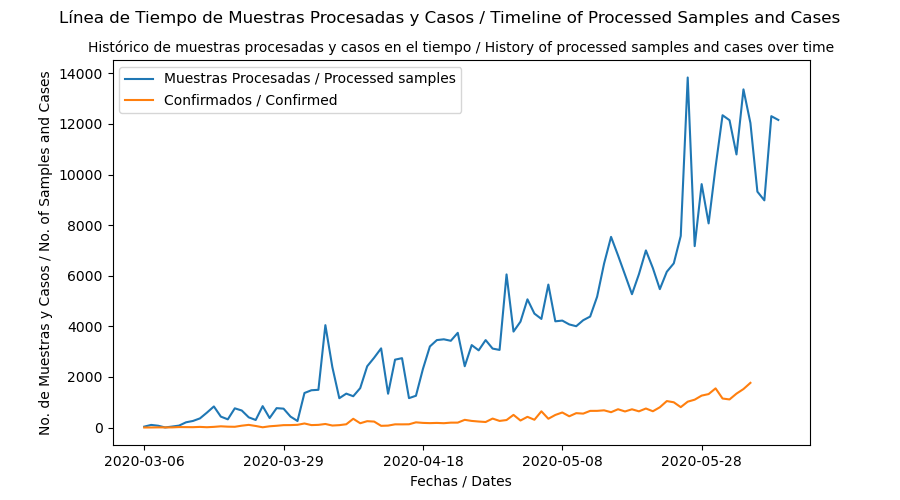 Línea de Tiempo de Muestras Procesadas y Casos / Timeline of Processed Samples and Cases
Histórico de muestras procesadas y casos en el tiempo / History of processed samples and cases over time
Muestras Procesadas / Processed samples
Confirmados / Confirmed
No. de Muestras y Casos / No. of Samples and Cases
14000
12000
10000
8000
6000
4000
2000
0
2020-03-06 2020-03-29 2020-04-18 2020-05-08 2020-05-28
Fechas / Dates